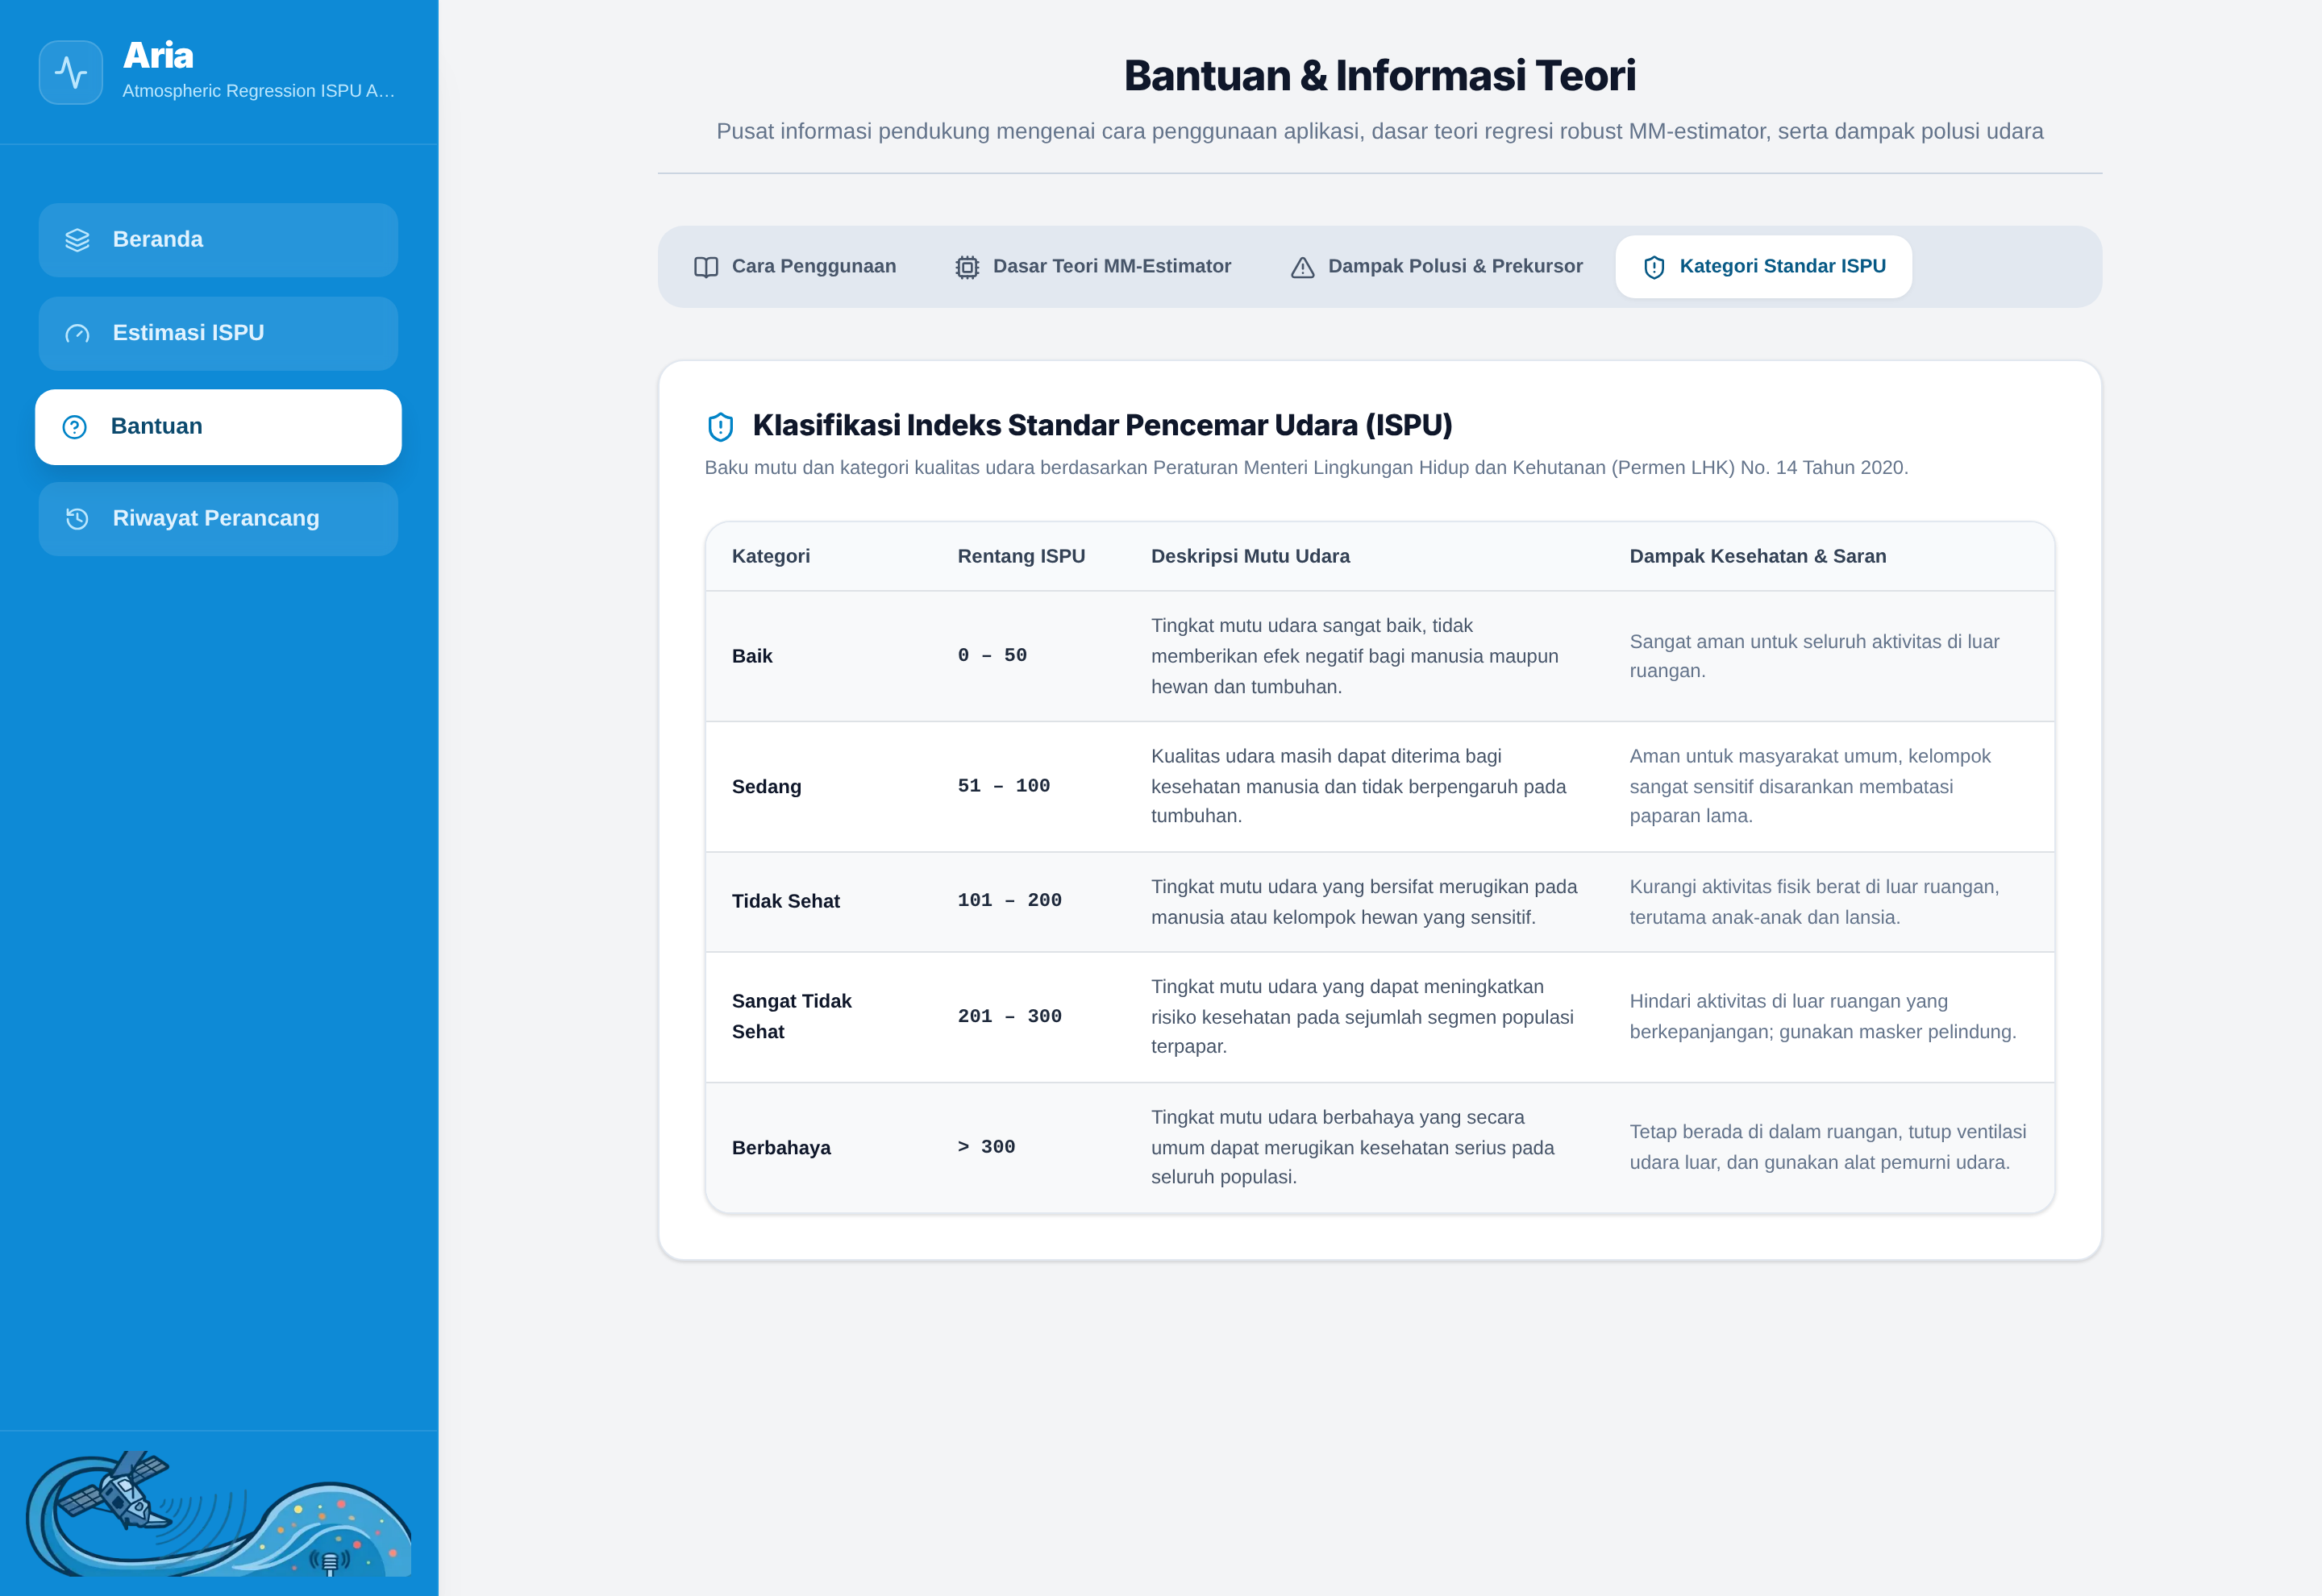 Aria
Atmospheric Regression ISPU A…
Beranda
Estimasi ISPU
Bantuan
Riwayat Perancang
Bantuan & Informasi Teori
Pusat informasi pendukung mengenai cara penggunaan aplikasi, dasar teori regresi robust MM-estimator, serta dampak polusi udara
Cara Penggunaan
Dasar Teori MM-Estimator
Dampak Polusi & Prekursor
Kategori Standar ISPU
Klasifikasi Indeks Standar Pencemar Udara (ISPU)
Baku mutu dan kategori kualitas udara berdasarkan Peraturan Menteri Lingkungan Hidup dan Kehutanan (Permen LHK) No. 14 Tahun 2020.
Kategori
Rentang ISPU
Deskripsi Mutu Udara
Dampak Kesehatan & Saran
Baik
0 – 50
Tingkat mutu udara sangat baik, tidak
memberikan efek negatif bagi manusia maupun
hewan dan tumbuhan.
Sangat aman untuk seluruh aktivitas di luar
ruangan.
Sedang
51 – 100
Kualitas udara masih dapat diterima bagi
kesehatan manusia dan tidak berpengaruh pada
tumbuhan.
Aman untuk masyarakat umum, kelompok
sangat sensitif disarankan membatasi
paparan lama.
Tidak Sehat
101 – 200
Tingkat mutu udara yang bersifat merugikan pada
manusia atau kelompok hewan yang sensitif.
Kurangi aktivitas fisik berat di luar ruangan,
terutama anak-anak dan lansia.
Sangat Tidak
Sehat
201 – 300
Tingkat mutu udara yang dapat meningkatkan
risiko kesehatan pada sejumlah segmen populasi
terpapar.
Hindari aktivitas di luar ruangan yang
berkepanjangan; gunakan masker pelindung.
Berbahaya
> 300
Tingkat mutu udara berbahaya yang secara
umum dapat merugikan kesehatan serius pada
seluruh populasi.
Tetap berada di dalam ruangan, tutup ventilasi
udara luar, dan gunakan alat pemurni udara.